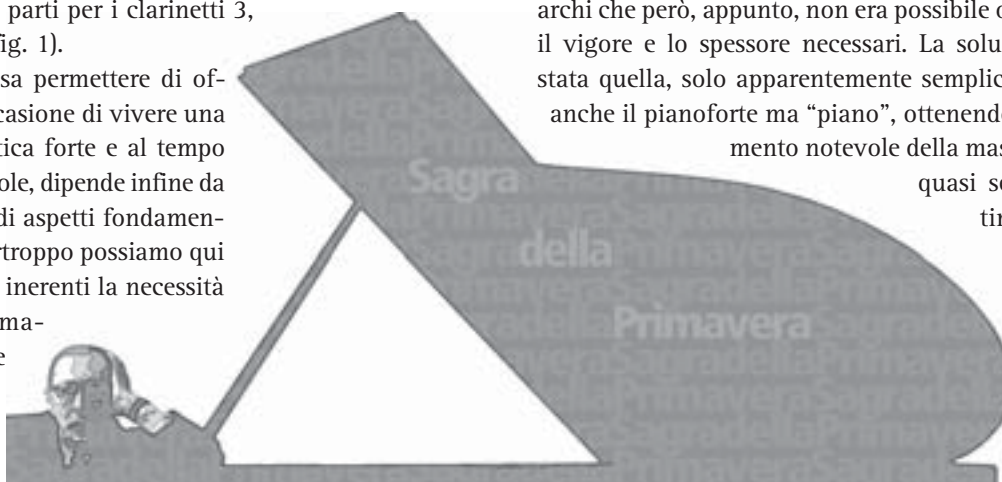 parti per i clarinetti 3,
fig. 1).
sa permettere di of-
casione di vivere una
tica forte e al tempo
ole, dipende infine da
di aspetti fondamen-
rtroppo possiamo qui
inerenti la necessità
ma-
e
archi che però, appunto, non era possibile
il vigore e lo spessore necessari. La solu
stata quella, solo apparentemente semplic
anche il pianoforte ma “piano”, ottenend
mento notevole della mas
quasi se
tir
Sagra
della
Primavera